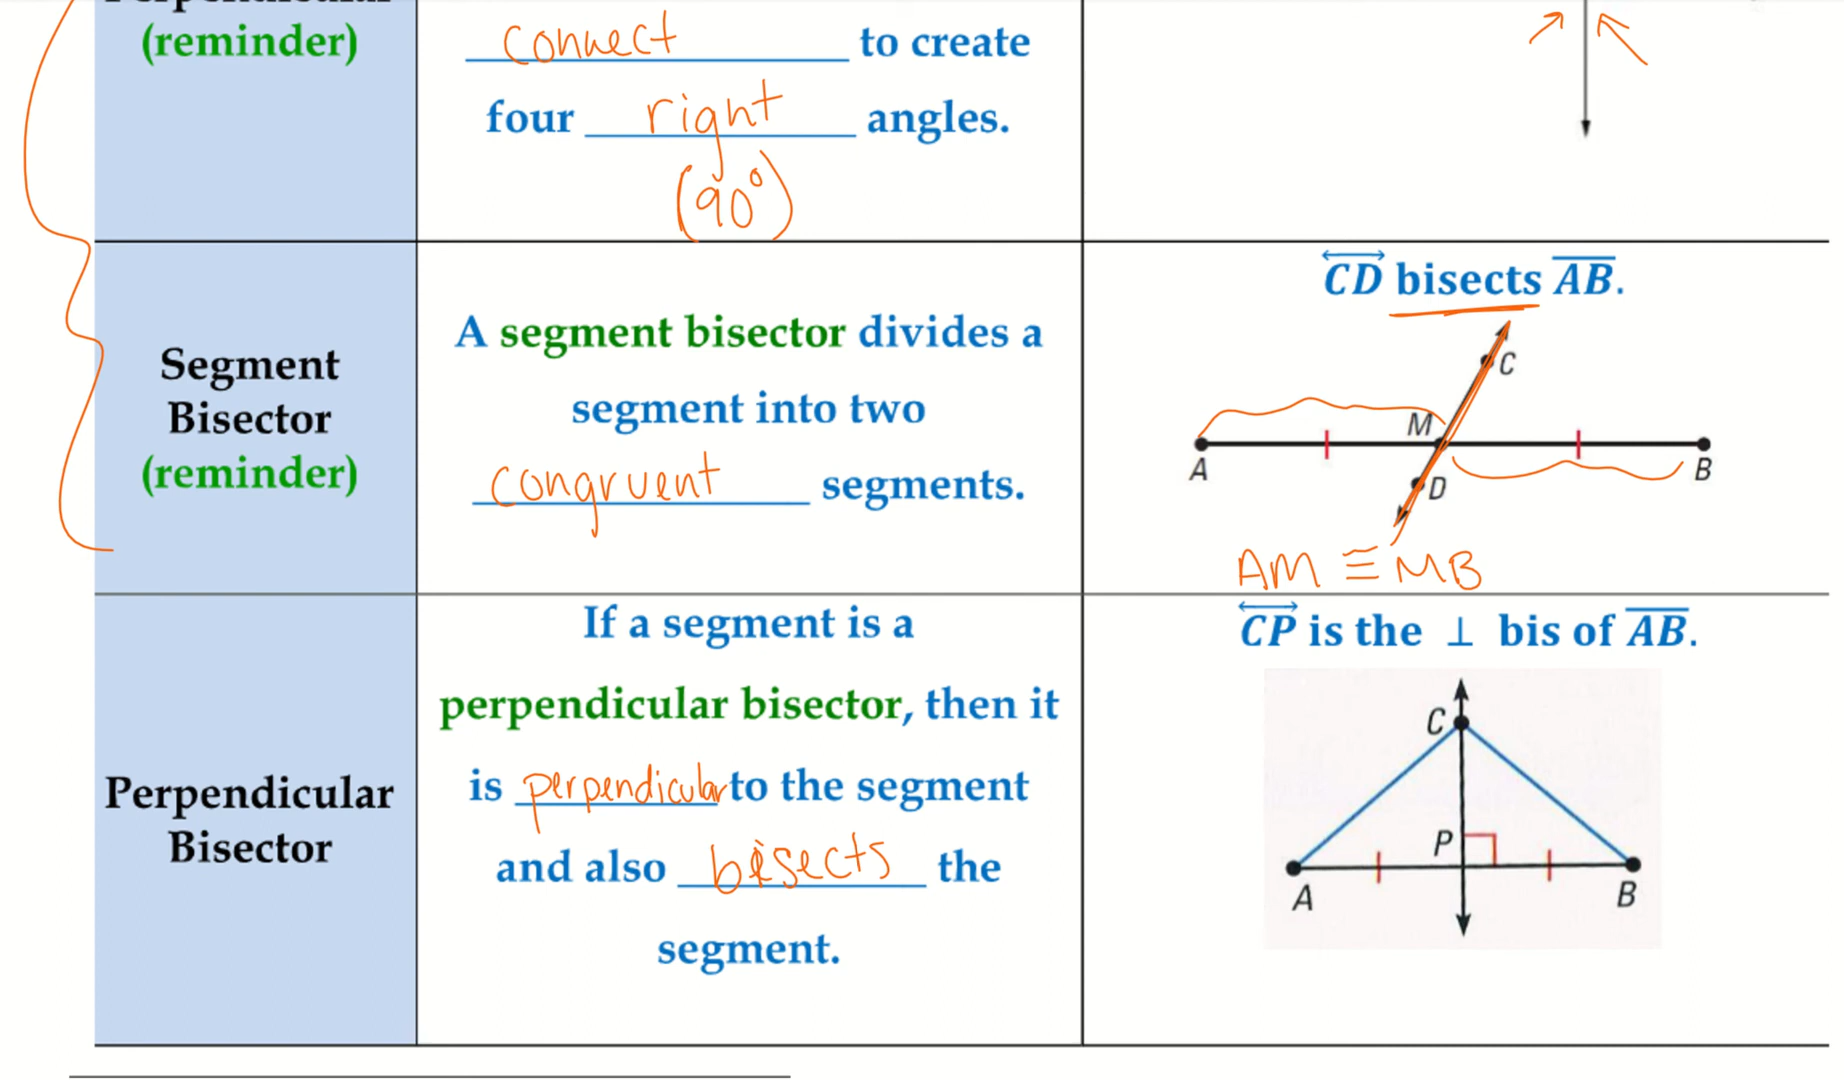 (reminder)
connect to create
four right angles.
(90°)
Segment
Bisector
(reminder)
A segment bisector divides a
segment into two
congruent segments.
CD bisects AB.
C
M
A
B
D
AM ≅ MB
Perpendicular
Bisector
If a segment is a
perpendicular bisector, then it
is perpendicular to the segment
and also bisects the
segment.
CP is the ⊥ bis of AB.
C
P
A
B